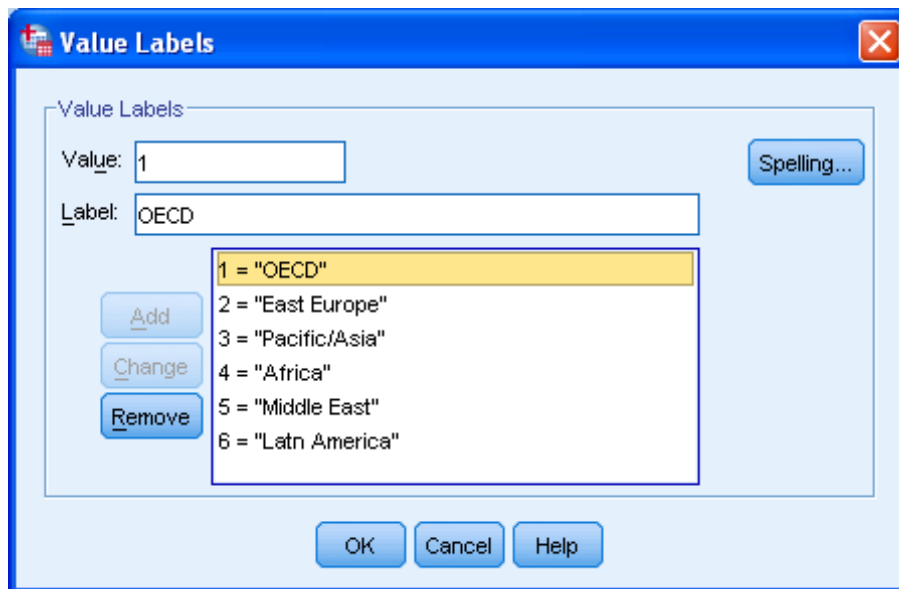 Value Labels
Value Labels
Value: 1 Spelling...
Label: OECD
1 = "OECD"
2 = "East Europe"
3 = "Pacific/Asia"
4 = "Africa"
5 = "Middle East"
6 = "Latn America"
Add
Change
Remove
OK Cancel Help